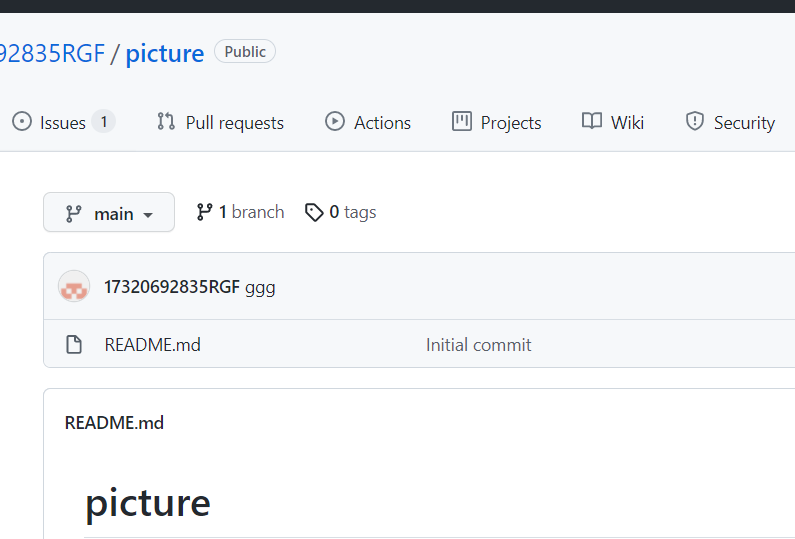 92835RGF / picture Public
Issues 1 Pull requests Actions Projects Wiki Security
main 1 branch 0 tags
17320692835RGF ggg
README.md Initial commit
README.md
picture